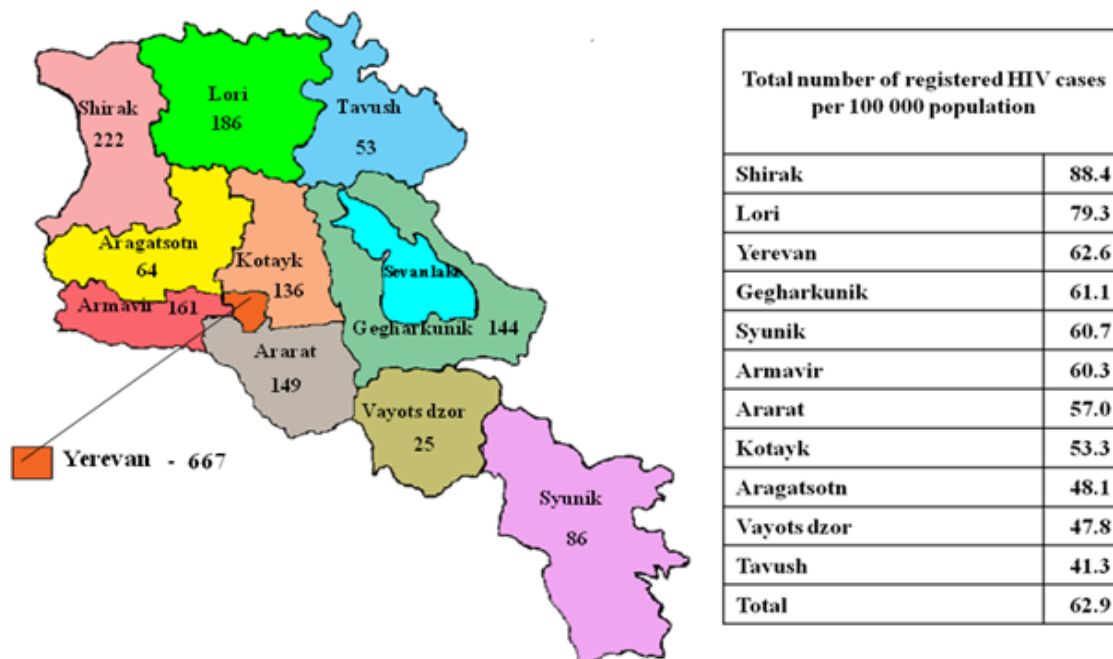 Shirak
222
Lori
186
Tavush
53
Aragatsotn
64
Kotayk
136
Sevan lake
Armavir 161
Gegharkunik 144
Ararat
149
Vayots dzor
25
Syunik
86
Yerevan - 667
Total number of registered HIV cases
per 100 000 population
Shirak 88.4
Lori 79.3
Yerevan 62.6
Gegharkunik 61.1
Syunik 60.7
Armavir 60.3
Ararat 57.0
Kotayk 53.3
Aragatsotn 48.1
Vayots dzor 47.8
Tavush 41.3
Total 62.9